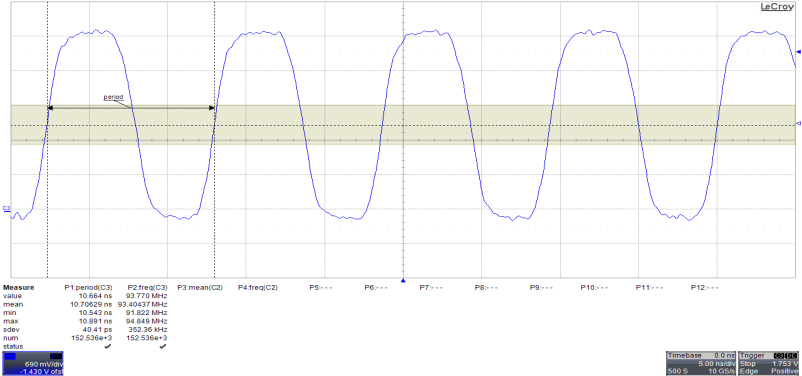 LeCroy
period
C3
Measure P1:period(C3) P2:freq(C3) P3:mean(C2) P4:freq(C2) P5:--- P6:--- P7:--- P8:--- P9:--- P10:--- P11:--- P12:---
value 10.664 ns 93.770 MHz
mean 10.70629 ns 93.40437 MHz
min 10.543 ns 91.822 MHz
max 10.891 ns 94.849 MHz
sdev 40.41 ps 352.36 kHz
num 152.536e+3 152.536e+3
status
690 mV/div
-1.430 V ofst
Timebase 0.0 ns
5.00 ns/div
500 S 10 GS/s
Trigger C3 DC
Stop 1.753 V
Edge Positive